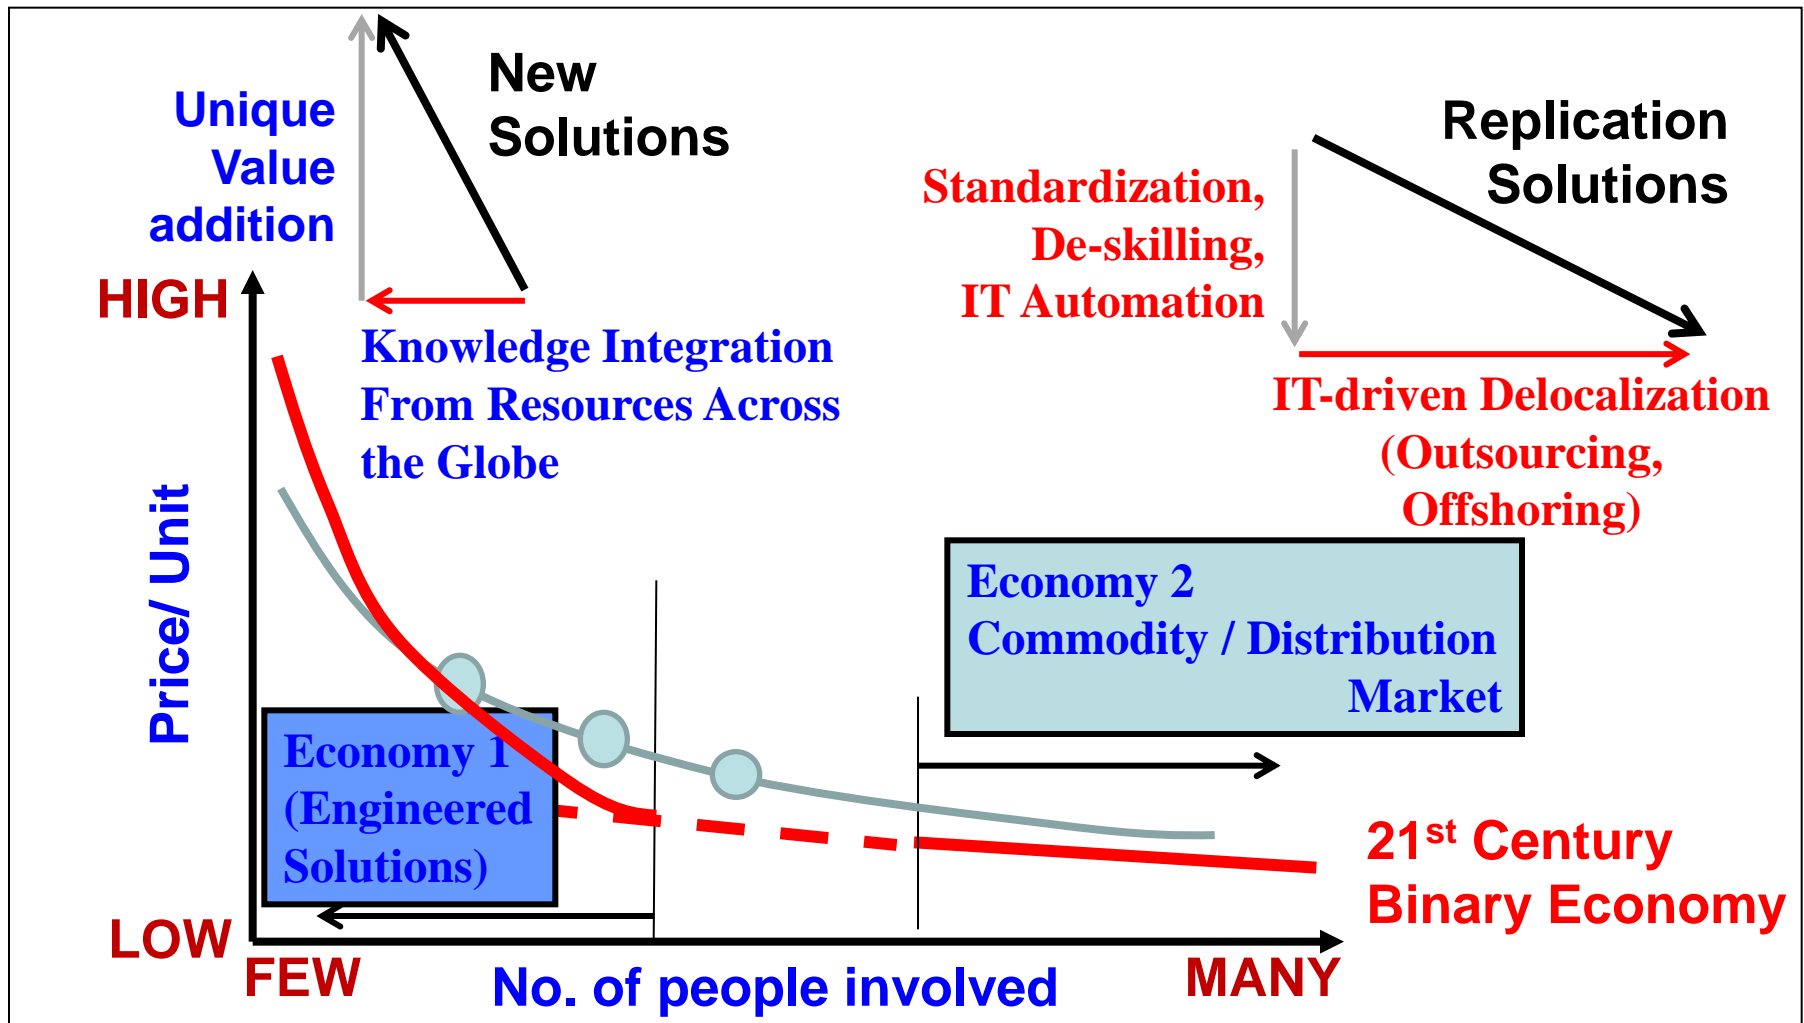 New
Solutions
Unique
Value
addition
Replication
Solutions
Standardization,
De-skilling,
IT Automation
HIGH
Knowledge Integration
From Resources Across
the Globe
IT-driven Delocalization
(Outsourcing,
Offshoring)
Price/ Unit
Economy 2
Commodity / Distribution
Market
Economy 1
(Engineered
Solutions)
21st Century
Binary Economy
LOW
FEW
No. of people involved
MANY